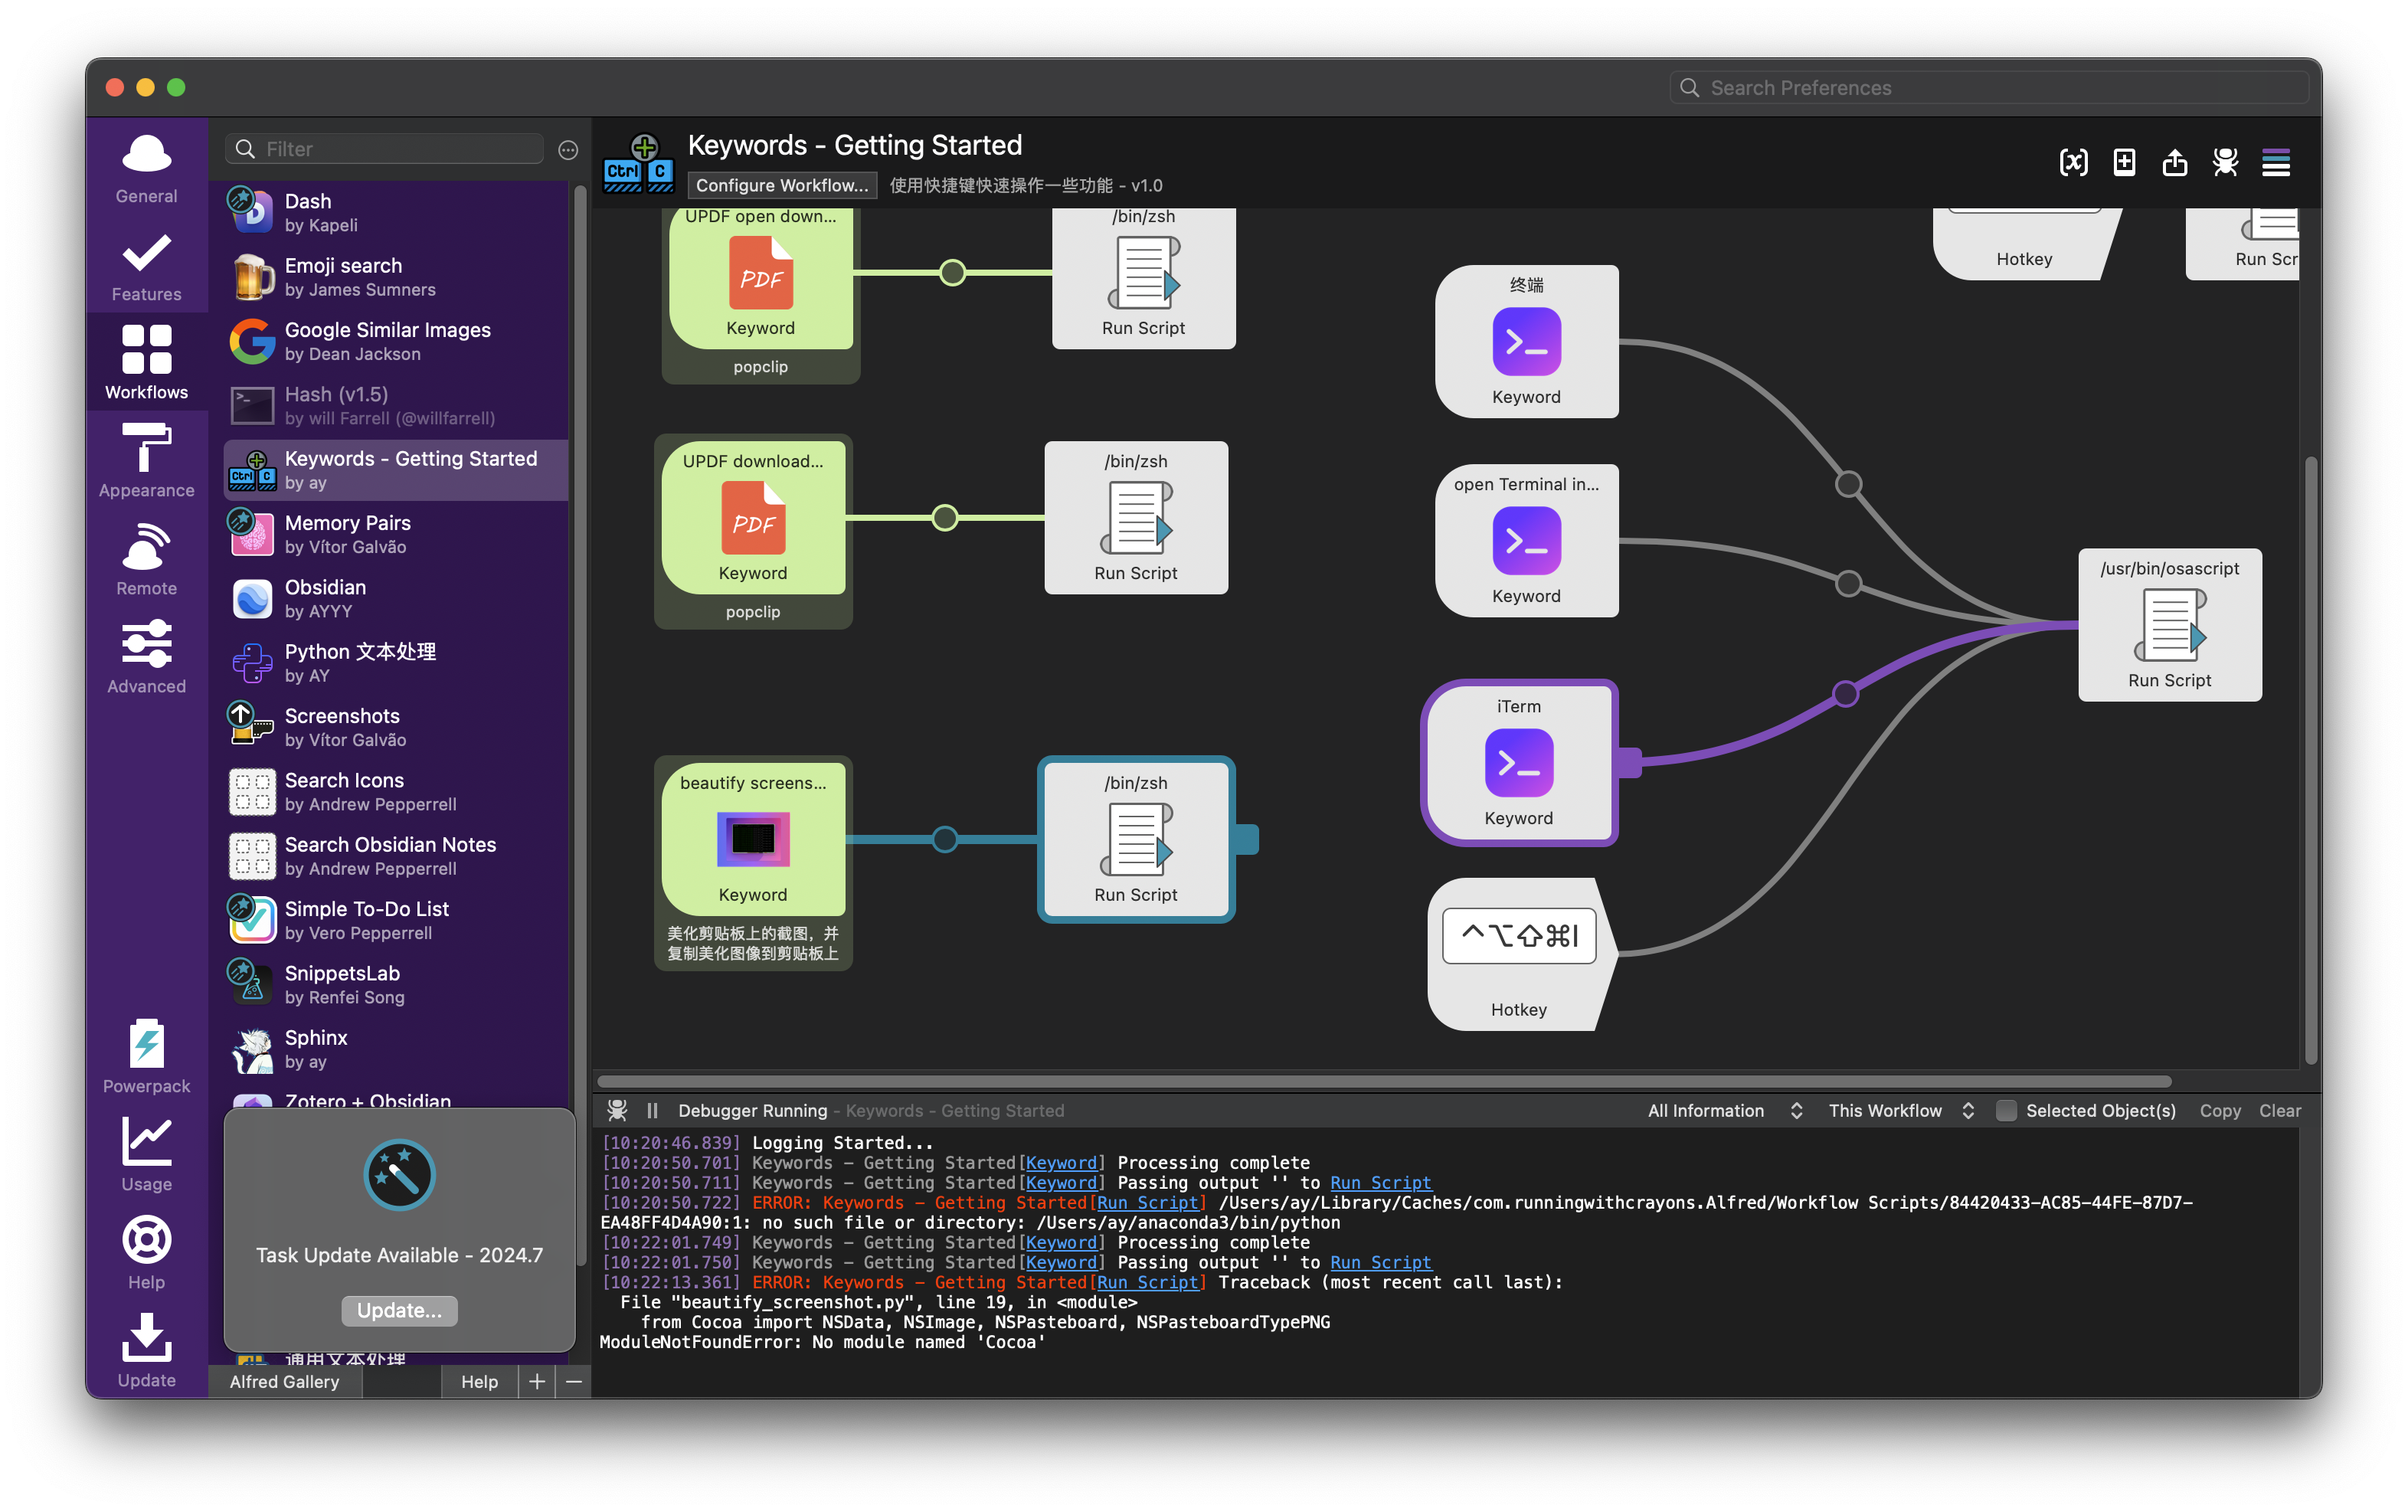 Search Preferences
General
Features
Workflows
Appearance
Remote
Advanced
Powerpack
Usage
Help
Update
Filter
Dash
by Kapeli
Emoji search
by James Sumners
Google Similar Images
by Dean Jackson
Hash (v1.5)
by will Farrell (@willfarrell)
Keywords - Getting Started
by ay
Memory Pairs
by Vítor Galvão
Obsidian
by AYYY
Python 文本处理
by AY
Screenshots
by Vítor Galvão
Search Icons
by Andrew Pepperrell
Search Obsidian Notes
by Andrew Pepperrell
Simple To-Do List
by Vero Pepperrell
SnippetsLab
by Renfei Song
Sphinx
by ay
Zotero + Obsidian
Task Update Available - 2024.7
Update...
通用文本处理
Alfred Gallery
Help
Ctrl C
Keywords - Getting Started
Configure Workflow...
使用快捷键快速操作一些功能 - v1.0
UPDF open down...
PDF
Keyword
popclip
/bin/zsh
Run Script
UPDF download...
PDF
Keyword
popclip
/bin/zsh
Run Script
beautify screens...
Keyword
美化剪贴板上的截图，并
复制美化图像到剪贴板上
/bin/zsh
Run Script
Hotkey
Run Scr
终端
Keyword
open Terminal in...
Keyword
iTerm
Keyword
^⌥⇧⌘I
Hotkey
/usr/bin/osascript
Run Script
Debugger Running - Keywords - Getting Started
All Information
This Workflow
Selected Object(s)
Copy
Clear
[10:20:46.839] Logging Started...
[10:20:50.701] Keywords - Getting Started[Keyword] Processing complete
[10:20:50.711] Keywords - Getting Started[Keyword] Passing output '' to Run Script
[10:20:50.722] ERROR: Keywords - Getting Started[Run Script] /Users/ay/Library/Caches/com.runningwithcrayons.Alfred/Workflow Scripts/84420433-AC85-44FE-87D7-
EA48FF4D4A90:1: no such file or directory: /Users/ay/anaconda3/bin/python
[10:22:01.749] Keywords - Getting Started[Keyword] Processing complete
[10:22:01.750] Keywords - Getting Started[Keyword] Passing output '' to Run Script
[10:22:13.361] ERROR: Keywords - Getting Started[Run Script] Traceback (most recent call last):
File "beautify_screenshot.py", line 19, in <module>
from Cocoa import NSData, NSImage, NSPasteboard, NSPasteboardTypePNG
ModuleNotFoundError: No module named 'Cocoa'